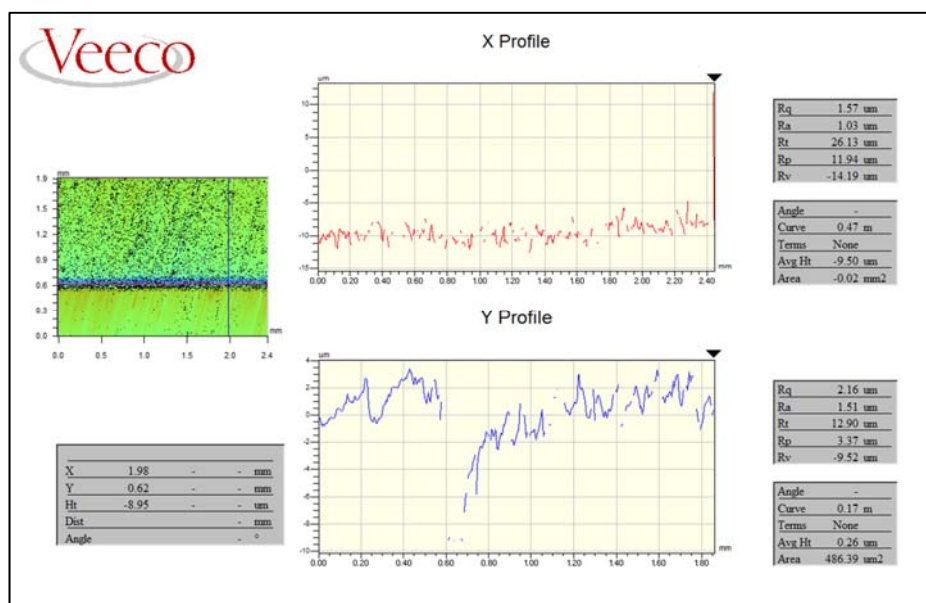 Veeco
X Profile
um
10
5
0
-5
-10
-15
mm
0.00 0.20 0.40 0.60 0.80 1.00 1.20 1.40 1.60 1.80 2.00 2.20 2.40
Rq 1.57 um
Ra 1.03 um
Rt 26.13 um
Rp 11.94 um
Rv -14.19 um
Angle -
Curve 0.47 m
Terms None
Avg Ht -9.50 um
Area -0.02 mm2
mm
1.9
1.5
1.2
0.9
0.6
0.3
0.0
mm
0.0 0.5 1.0 1.5 2.0 2.4
Y Profile
um
4
2
0
-2
-4
-6
-8
-10
mm
0.00 0.20 0.40 0.60 0.80 1.00 1.20 1.40 1.60 1.80
Rq 2.16 um
Ra 1.51 um
Rt 12.90 um
Rp 3.37 um
Rv -9.52 um
Angle -
Curve 0.17 m
Terms None
Avg Ht 0.26 um
Area 486.39 um2
X 1.98 - - mm
Y 0.62 - - mm
Ht -8.95 - - um
Dist - mm
Angle - °